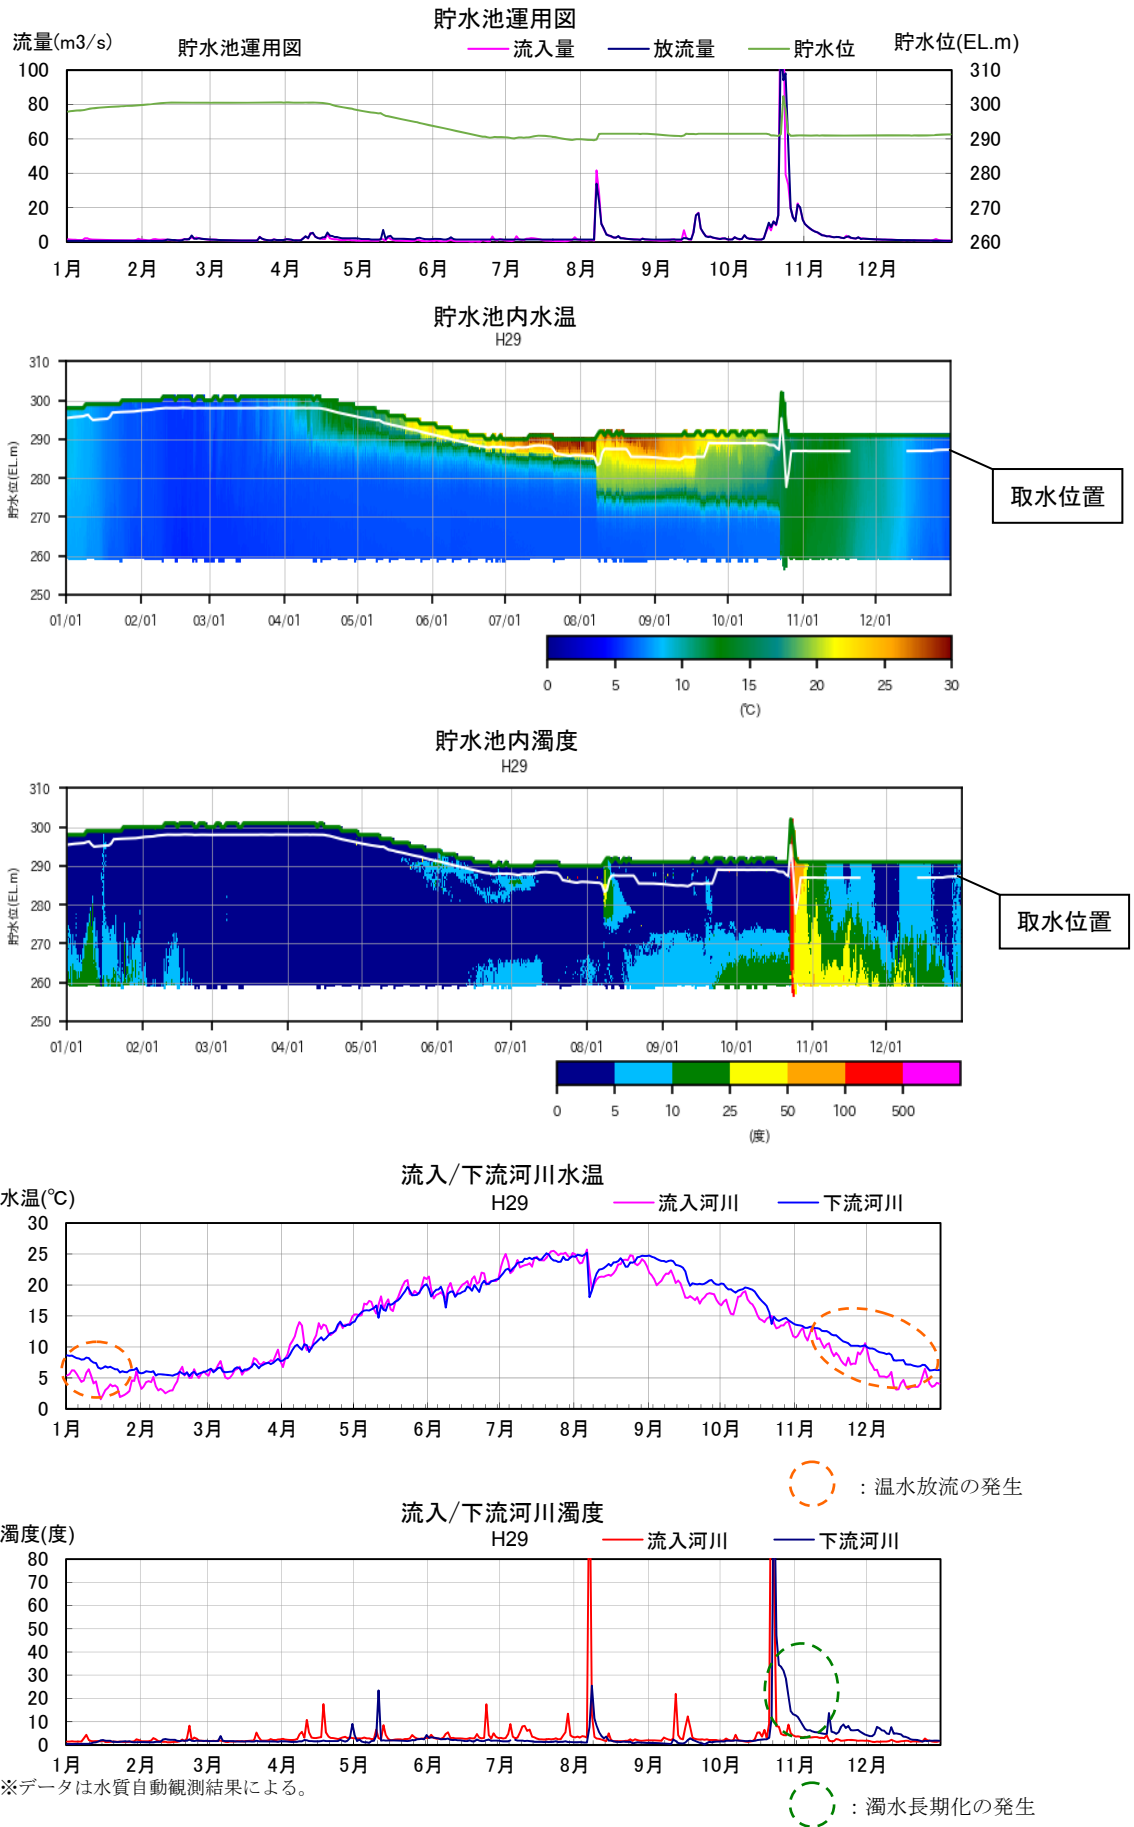 貯水池運用図
流量(m3/s) 貯水池運用図 流入量 放流量 貯水位 貯水位(EL.m)
100 310
80 300
60 290
40 280
20 270
0 260
1月 2月 3月 4月 5月 6月 7月 8月 9月 10月 11月 12月
貯水池内水温
H29
310
300
290
280
270
260
250
貯水位(EL.m)
01/01 02/01 03/01 04/01 05/01 06/01 07/01 08/01 09/01 10/01 11/01 12/01
取水位置
0 5 10 15 20 25 30
(℃)
貯水池内濁度
H29
310
300
290
280
270
260
250
貯水位(EL.m)
01/01 02/01 03/01 04/01 05/01 06/01 07/01 08/01 09/01 10/01 11/01 12/01
取水位置
0 5 10 25 50 100 500
(度)
流入/下流河川水温
水温(℃) H29 流入河川 下流河川
30
25
20
15
10
5
0
1月 2月 3月 4月 5月 6月 7月 8月 9月 10月 11月 12月
：温水放流の発生
流入/下流河川濁度
濁度(度) H29 流入河川 下流河川
80
70
60
50
40
30
20
10
0
1月 2月 3月 4月 5月 6月 7月 8月 9月 10月 11月 12月
※データは水質自動観測結果による。
：濁水長期化の発生